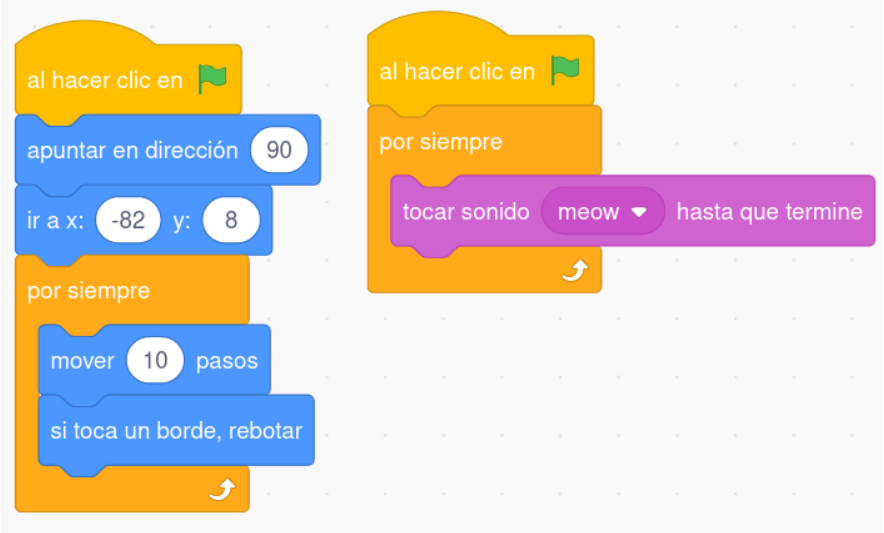 al hacer clic en
apuntar en dirección 90
ir a x: -82 y: 8
por siempre
mover 10 pasos
si toca un borde, rebotar
al hacer clic en
por siempre
tocar sonido meow hasta que termine